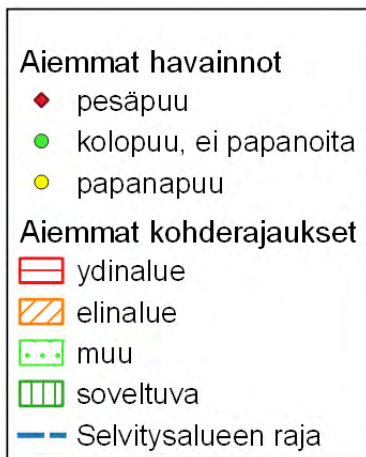 Aiemmat havainnot
pesäpuu
kolopuu, ei papanoita
papanapuu
Aiemmat kohderajaukset
ydinalue
elinalue
muu
soveltuva
Selvitysalueen raja